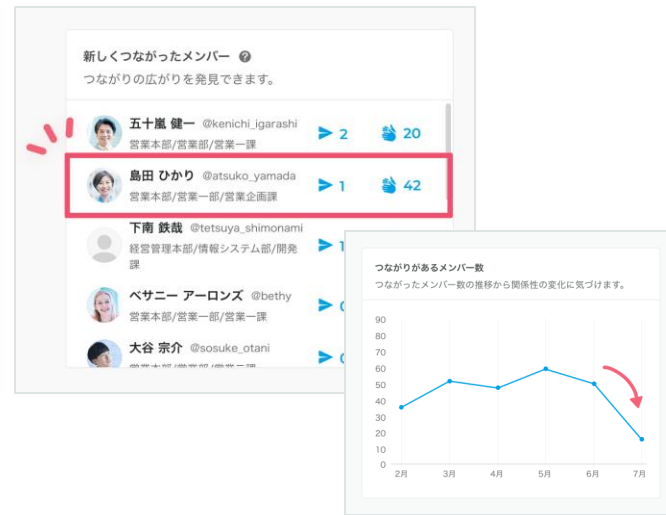 新しくつながったメンバー ?
つながりの広がりを発見できます。
五十嵐 健一 @kenichi_igarashi
営業本部/営業部/営業一課
2 20
島田 ひかり @atsuko_yamada
営業本部/営業一部/営業企画課
1 42
下南 鉄哉 @tetsuya_shimonami
経営管理本部/情報システム部/開発
課
1
ベサニー アーロンズ @bethy
営業本部/営業一部/営業一課
大谷 宗介 @sosuke_otani
つながりがあるメンバー数
つながったメンバー数の推移から関係性の変化に気づけます。
90
80
70
60
50
40
30
20
10
0
2月 3月 4月 5月 6月 7月